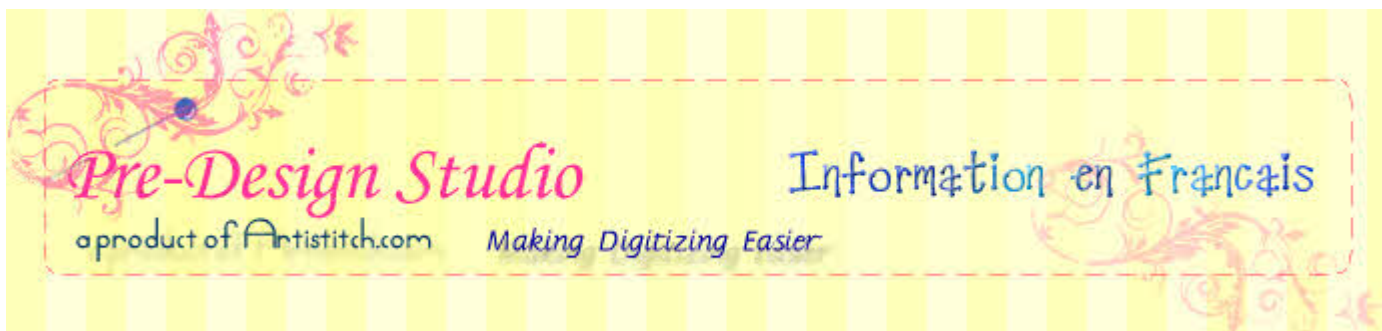 Pre-Design Studio
Information en Francais
a product of Artistitch.com
Making Digitizing Easier